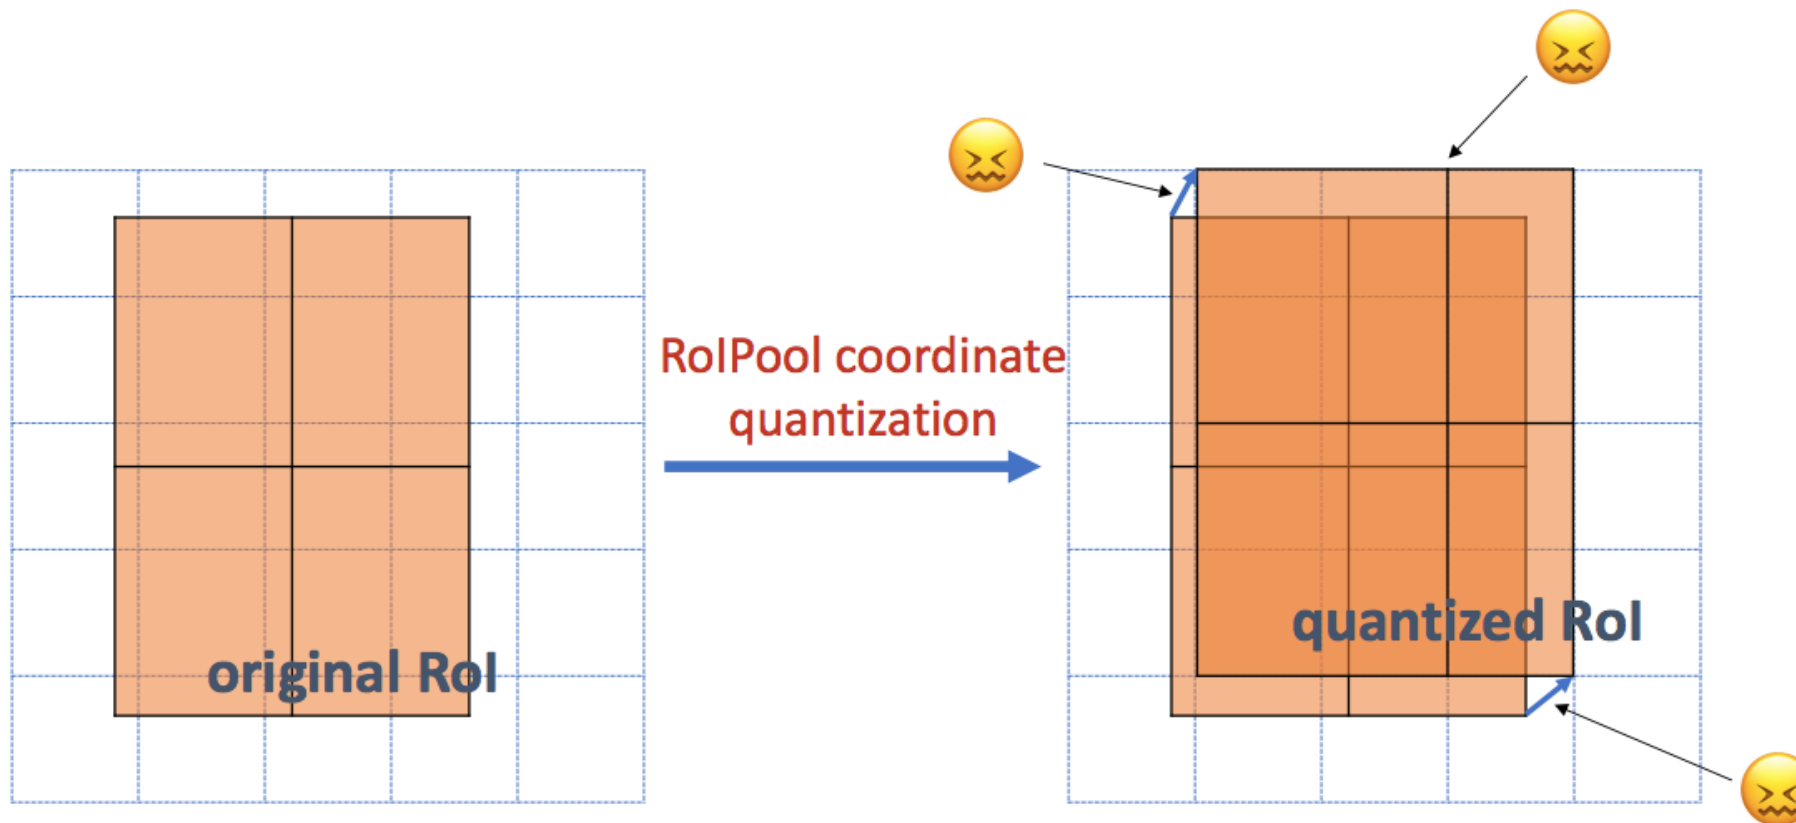 RoIPool coordinate
quantization
original RoI
quantized RoI